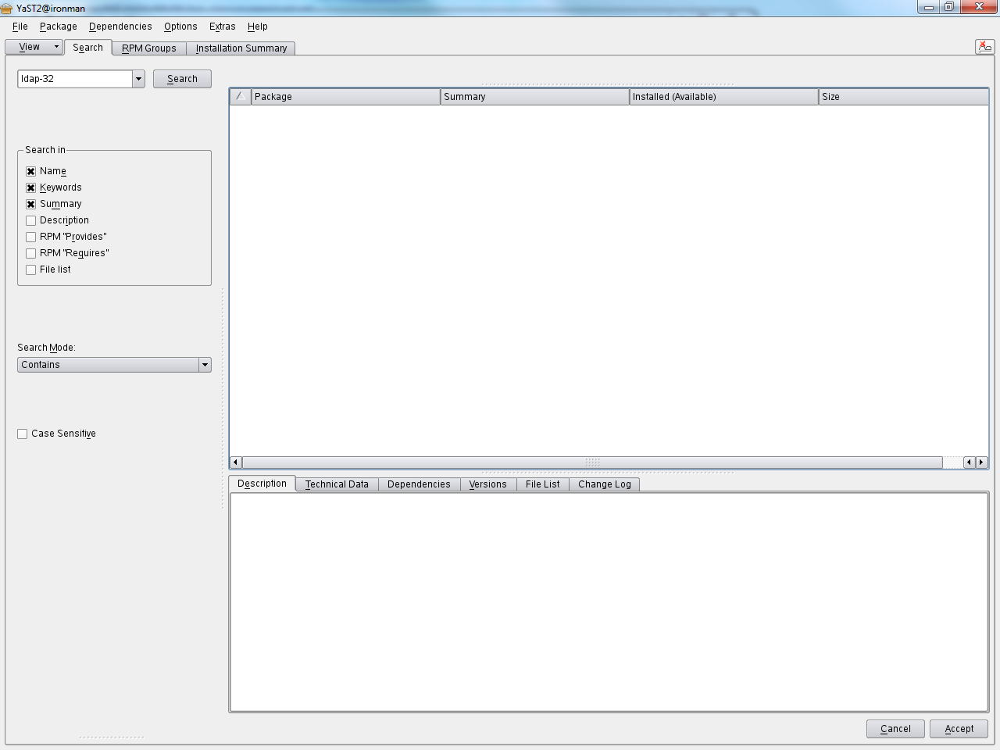 YaST2@ironman
File Package Dependencies Options Extras Help
View Search RPM Groups Installation Summary
ldap-32 Search
Package Summary Installed (Available) Size
Search in
Name
Keywords
Summary
Description
RPM "Provides"
RPM "Requires"
File list
Search Mode:
Contains
Case Sensitive
Description Technical Data Dependencies Versions File List Change Log
Cancel Accept